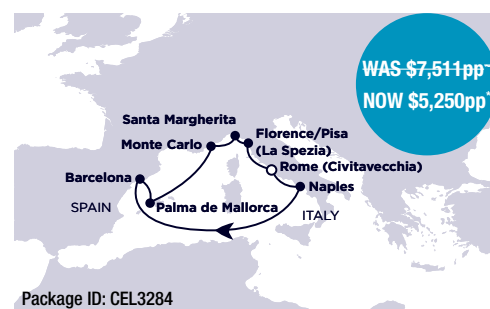 WAS $7,511pp~
NOW $5,250pp*
Santa Margherita
Florence/Pisa
(La Spezia)
Monte Carlo
Rome (Civitavecchia)
Barcelona
Naples
SPAIN
Palma de Mallorca
ITALY
Package ID: CEL3284